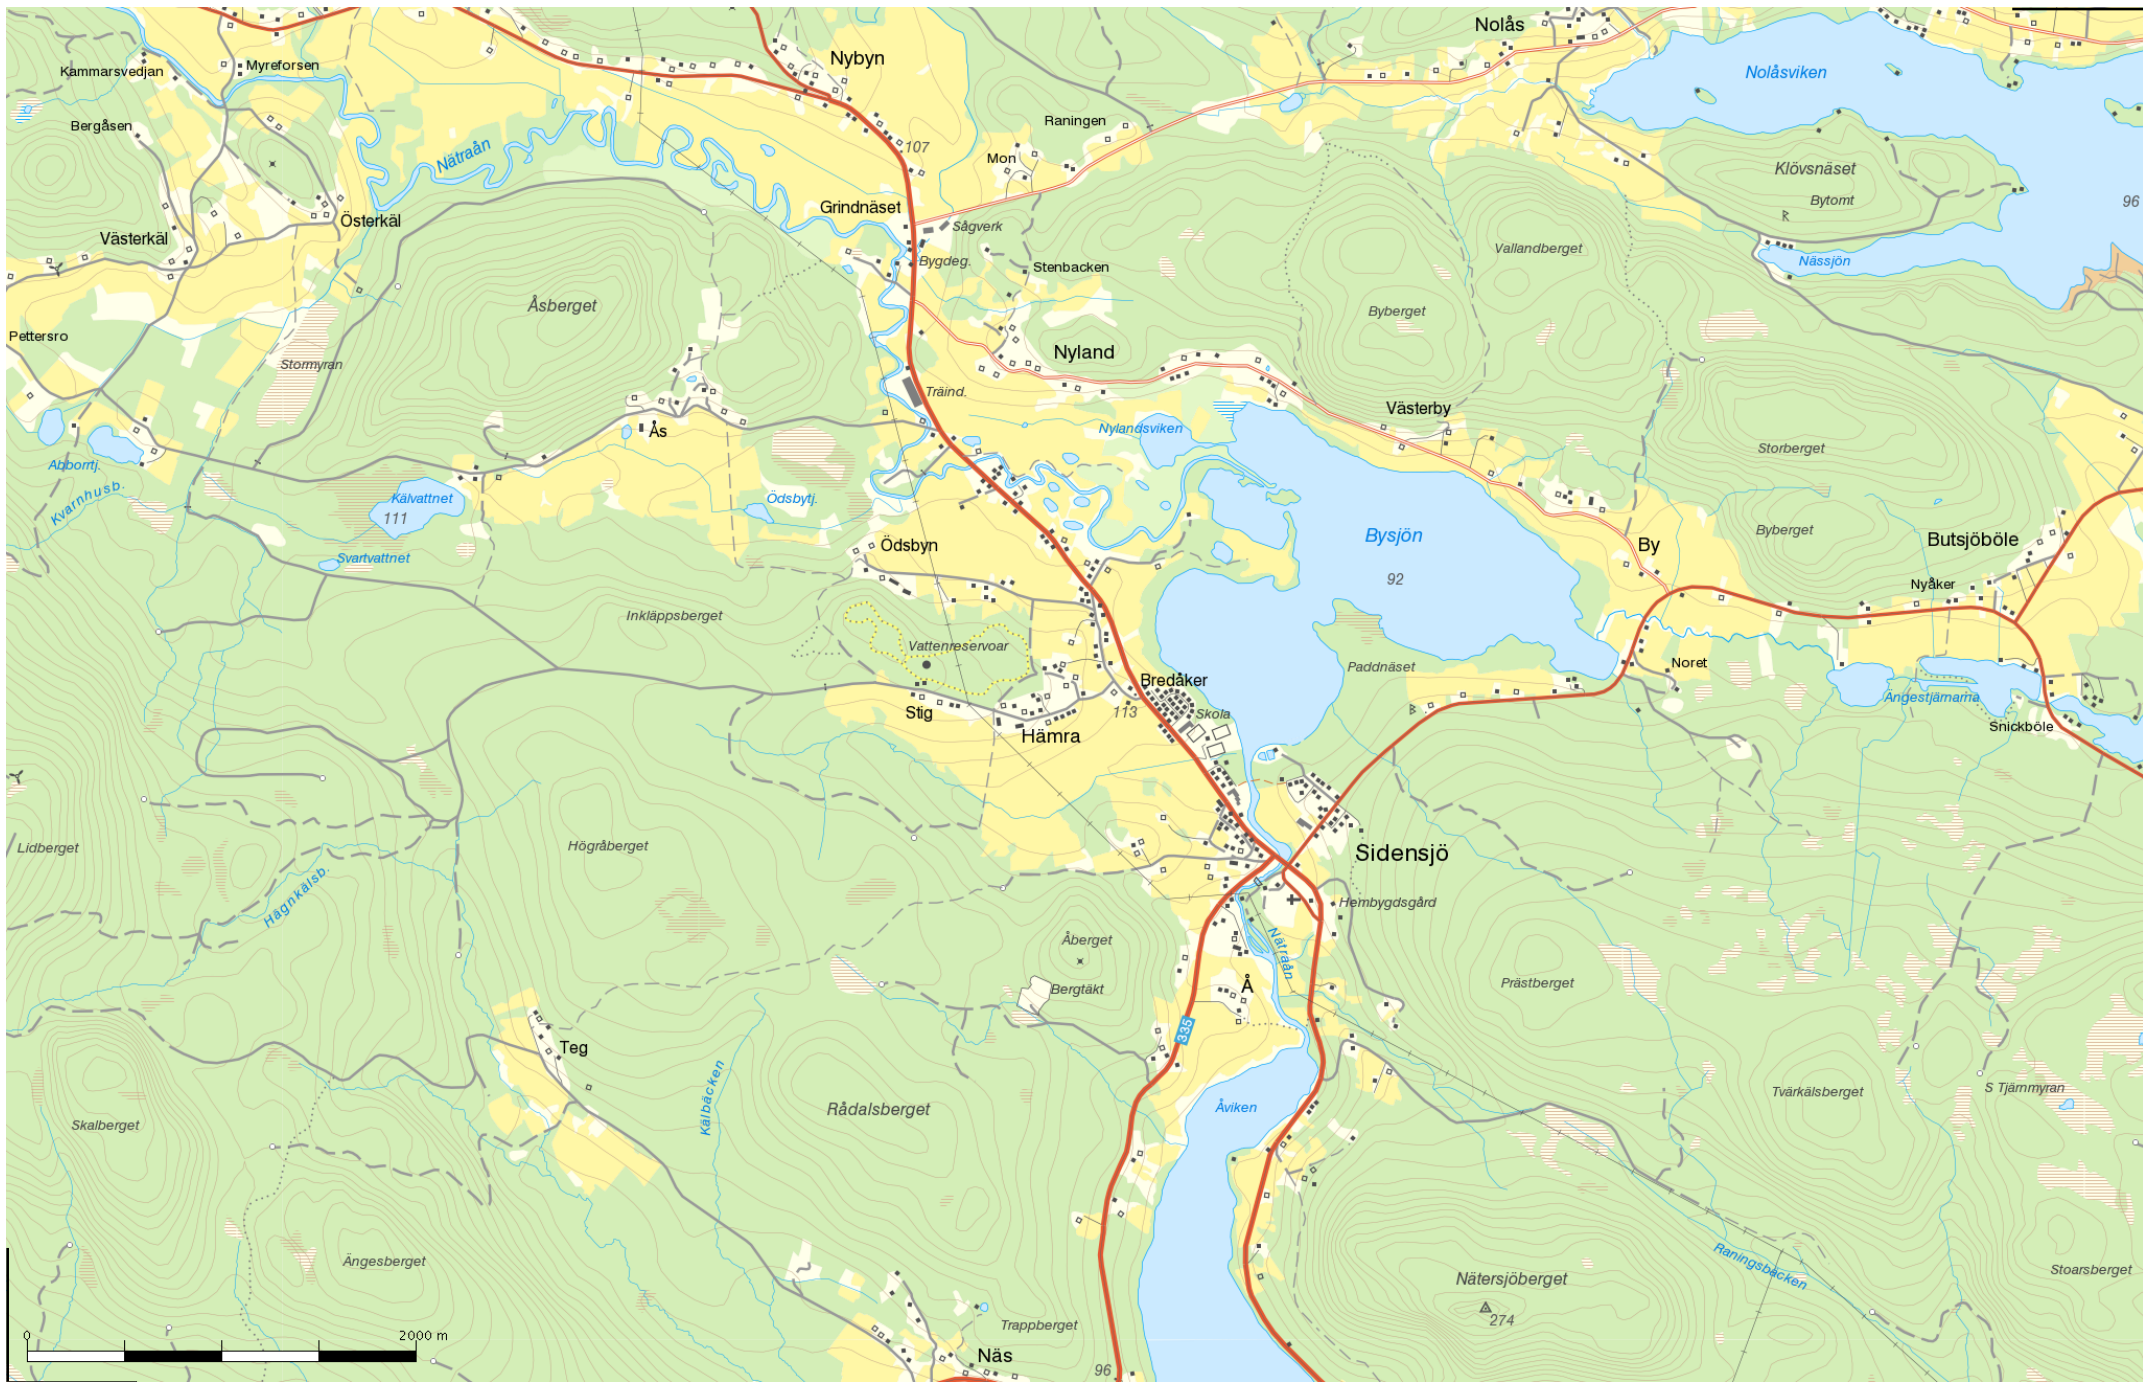 Nolås
Nybyn
Kammarsvedjan
Myreforsen
Nolåsviken
Bergåsen
Raningen
Nätraån
107
Mon
Klövsnäset
Bytomt
96
Grindnäset
Österkäl
Sågverk
Västerkäl
Vallandberget
Bygdeg.
Stenbacken
Nässjön
Åsberget
Byberget
Pettersro
Nyland
Stormyran
Träind.
Västerby
Ås
Nylandsviken
Storberget
Abborrtj.
Kvarnhusb.
Kälvattnet
111
Ödsbytj.
Bysjön
Byberget
Butsjöböle
Ödsbyn
By
Svartvattnet
92
Nyåker
Inkläppsberget
Vattenreservoar
Paddnäset
Noret
Bredåker
Ängestjärnarna
Stig
113
Skola
Snickböle
Hämra
Lidberget
Högråberget
Sidensjö
Hägnkälsb.
Hembygdsgård
Åberget
Nätraån
Bergtäkt
Å
Prästberget
335
Teg
Kälbäcken
Rådalsberget
Åviken
Tvärkälsberget
S Tjärnmyran
Skalberget
Ängesberget
Raningsbäcken
Nätersjöberget
Stoarsberget
274
Trappberget
0
2000 m
Näs
96